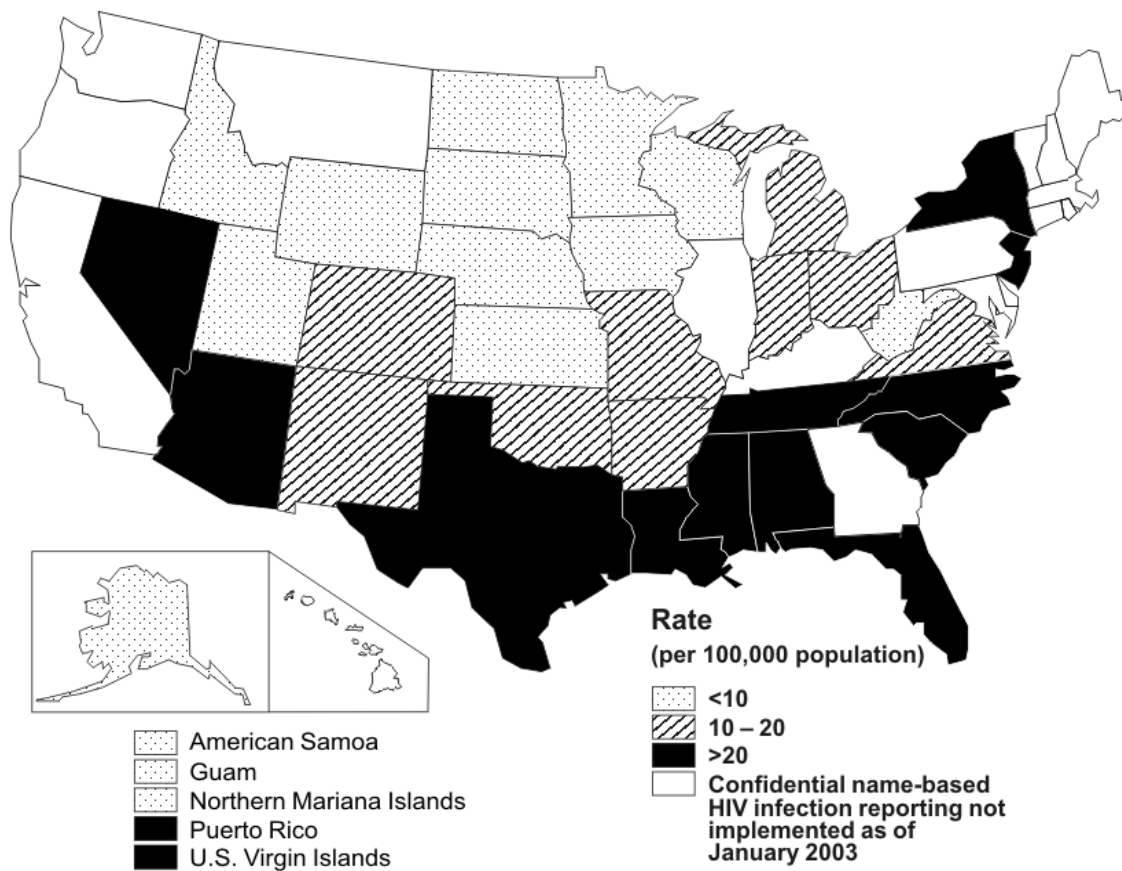 Rate
(per 100,000 population)
<10
10 – 20
>20
Confidential name-based
HIV infection reporting not
implemented as of
January 2003
American Samoa
Guam
Northern Mariana Islands
Puerto Rico
U.S. Virgin Islands